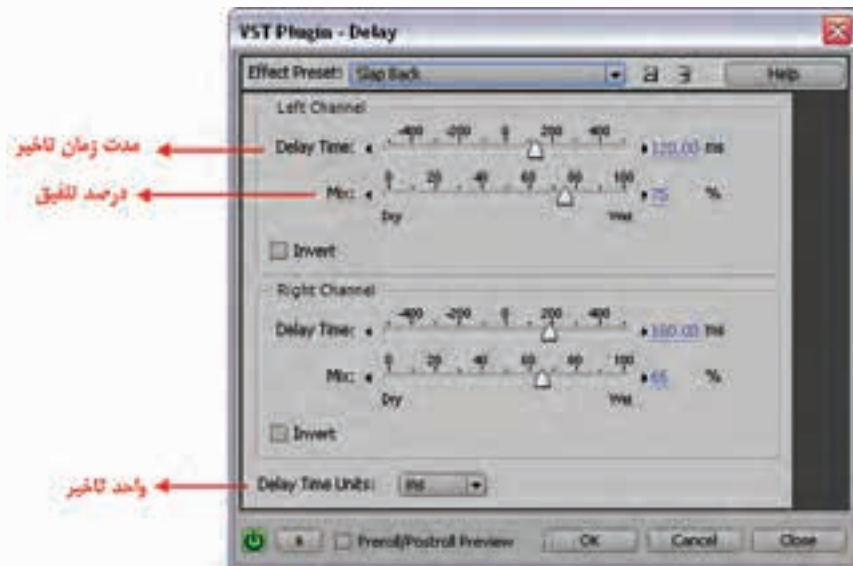 VST Plugin - Delay
Effect Preset: Slap Back
Help
Left Channel
-400 -200 0 200 400
مدت زمان تاخیر
Delay Time: 120.00 ms
0 20 40 60 80 100
درصد تلفیق
Mix: 75 %
Dry Wet
Invert
Right Channel
-400 -200 0 200 400
Delay Time: 180.00 ms
0 20 40 60 80 100
Mix: 65 %
Dry Wet
Invert
واحد تاخیر
Delay Time Units: ms
Preroll/Postroll Preview OK Cancel Close